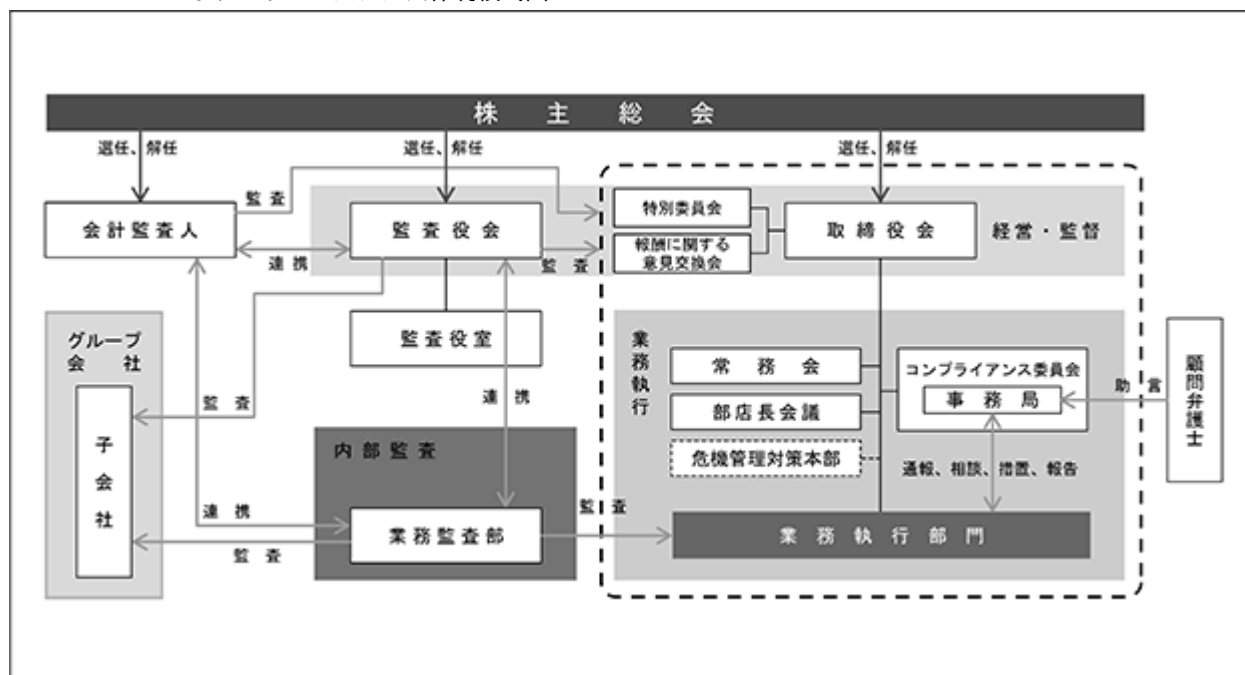 株主総会
選任、解任
選任、解任
選任、解任
監査
会計監査人
監査役会
特別委員会
報酬に関する
意見交換会
取締役会
経営・監督
連携
監査
監査役室
グループ
会社
子会社
監査
連携
業務執行
常務会
部店長会議
危機管理対策本部
コンプライアンス委員会
事務局
助言
顧問弁護士
通報、相談、措置、報告
内部監査
業務監査部
連携
監査
監査
業務執行部門